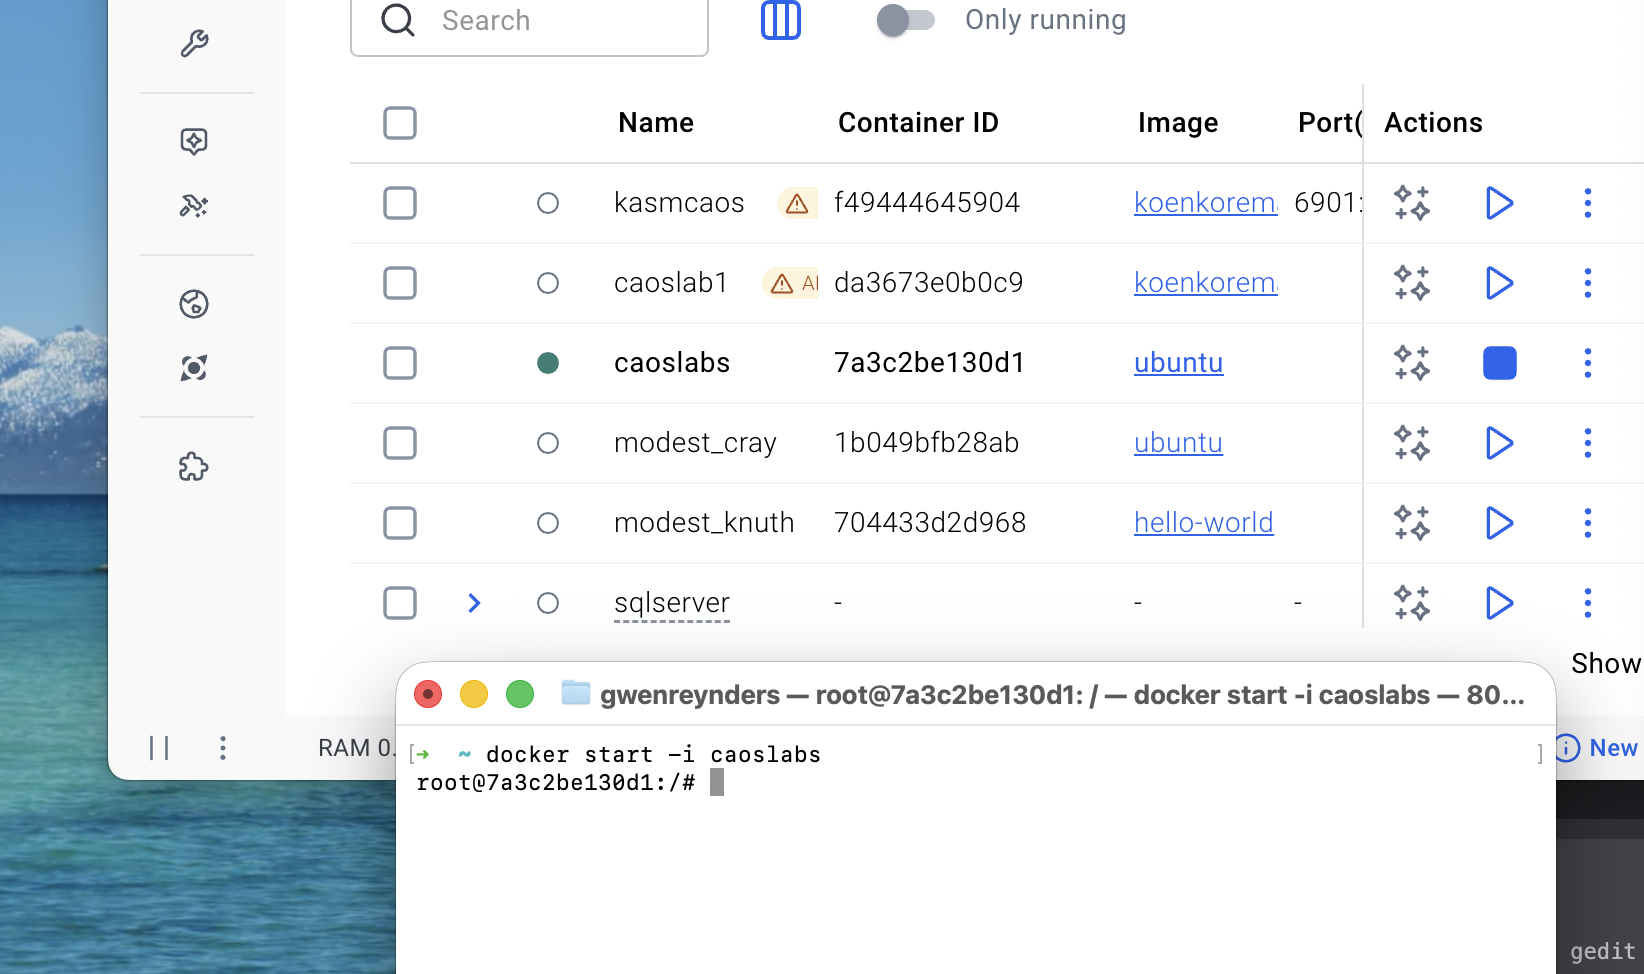 Search
Only running
Name Container ID Image Port( Actions
kasmcaos f49444645904 koenkorem 6901:
caoslab1 AI da3673e0b0c9 koenkorem
caoslabs 7a3c2be130d1 ubuntu
modest_cray 1b049bfb28ab ubuntu
modest_knuth 704433d2d968 hello-world
sqlserver - - -
Show
gwenreynders — root@7a3c2be130d1: / — docker start -i caoslabs — 80...
RAM 0.
New
[➜ ~ docker start -i caoslabs ]
root@7a3c2be130d1:/#
gedit